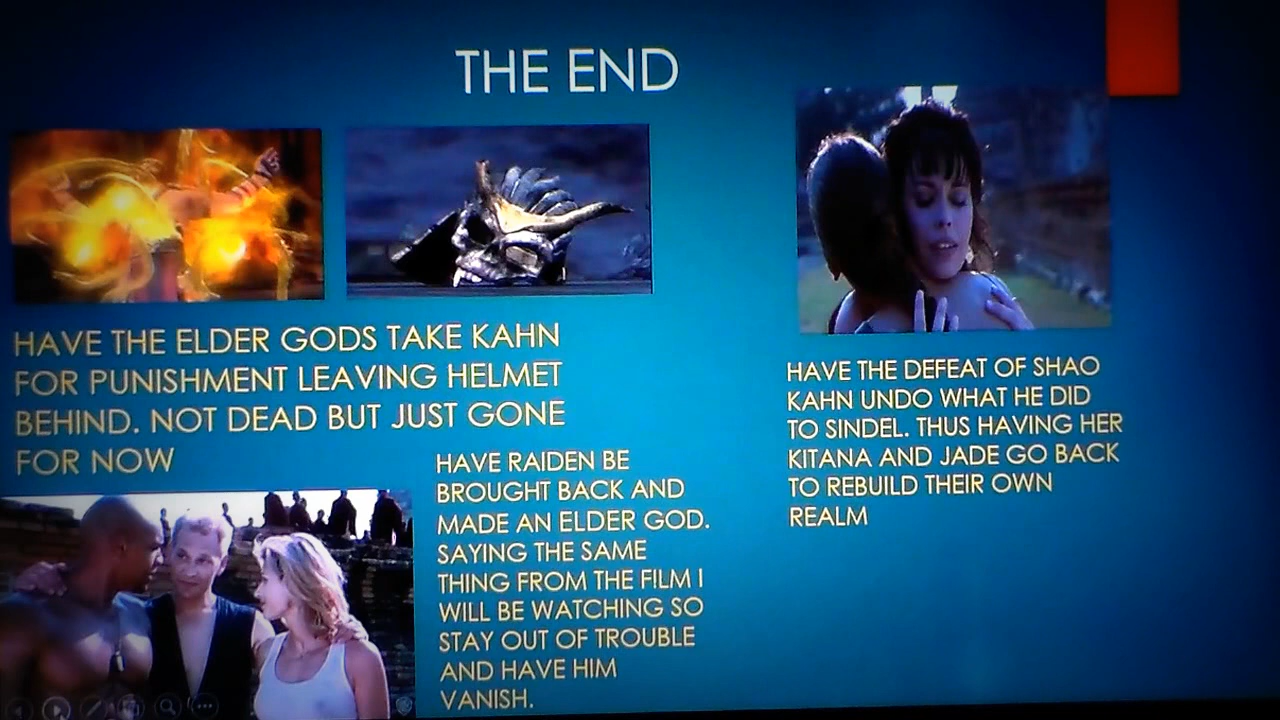 THE END
HAVE THE ELDER GODS TAKE KAHN
FOR PUNISHMENT LEAVING HELMET
BEHIND. NOT DEAD BUT JUST GONE
FOR NOW
HAVE RAIDEN BE
BROUGHT BACK AND
MADE AN ELDER GOD.
SAYING THE SAME
THING FROM THE FILM I
WILL BE WATCHING SO
STAY OUT OF TROUBLE
AND HAVE HIM
VANISH.
HAVE THE DEFEAT OF SHAO
KAHN UNDO WHAT HE DID
TO SINDEL. THUS HAVING HER
KITANA AND JADE GO BACK
TO REBUILD THEIR OWN
REALM